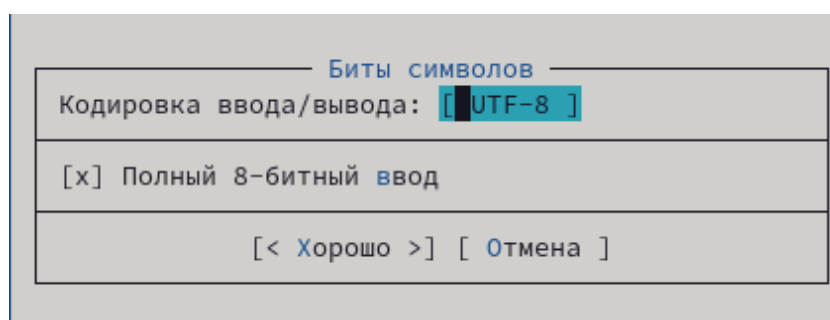 Биты символов
Кодировка ввода/вывода: [ UTF-8 ]
[x] Полный 8-битный ввод
[< Хорошо >] [ Отмена ]